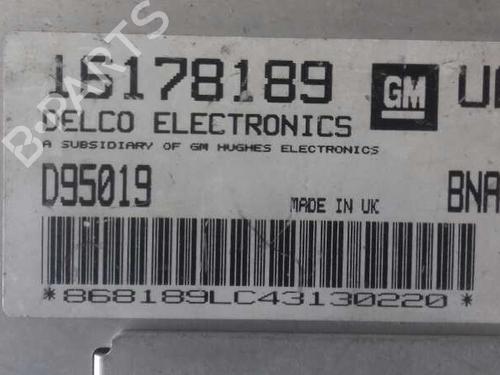 16178189 GM
DELCO ELECTRONICS
A SUBSIDIARY OF GM HUGHES ELECTRONICS
D95019 MADE IN UK BNA
*868189LC43130220*
B-PARTS